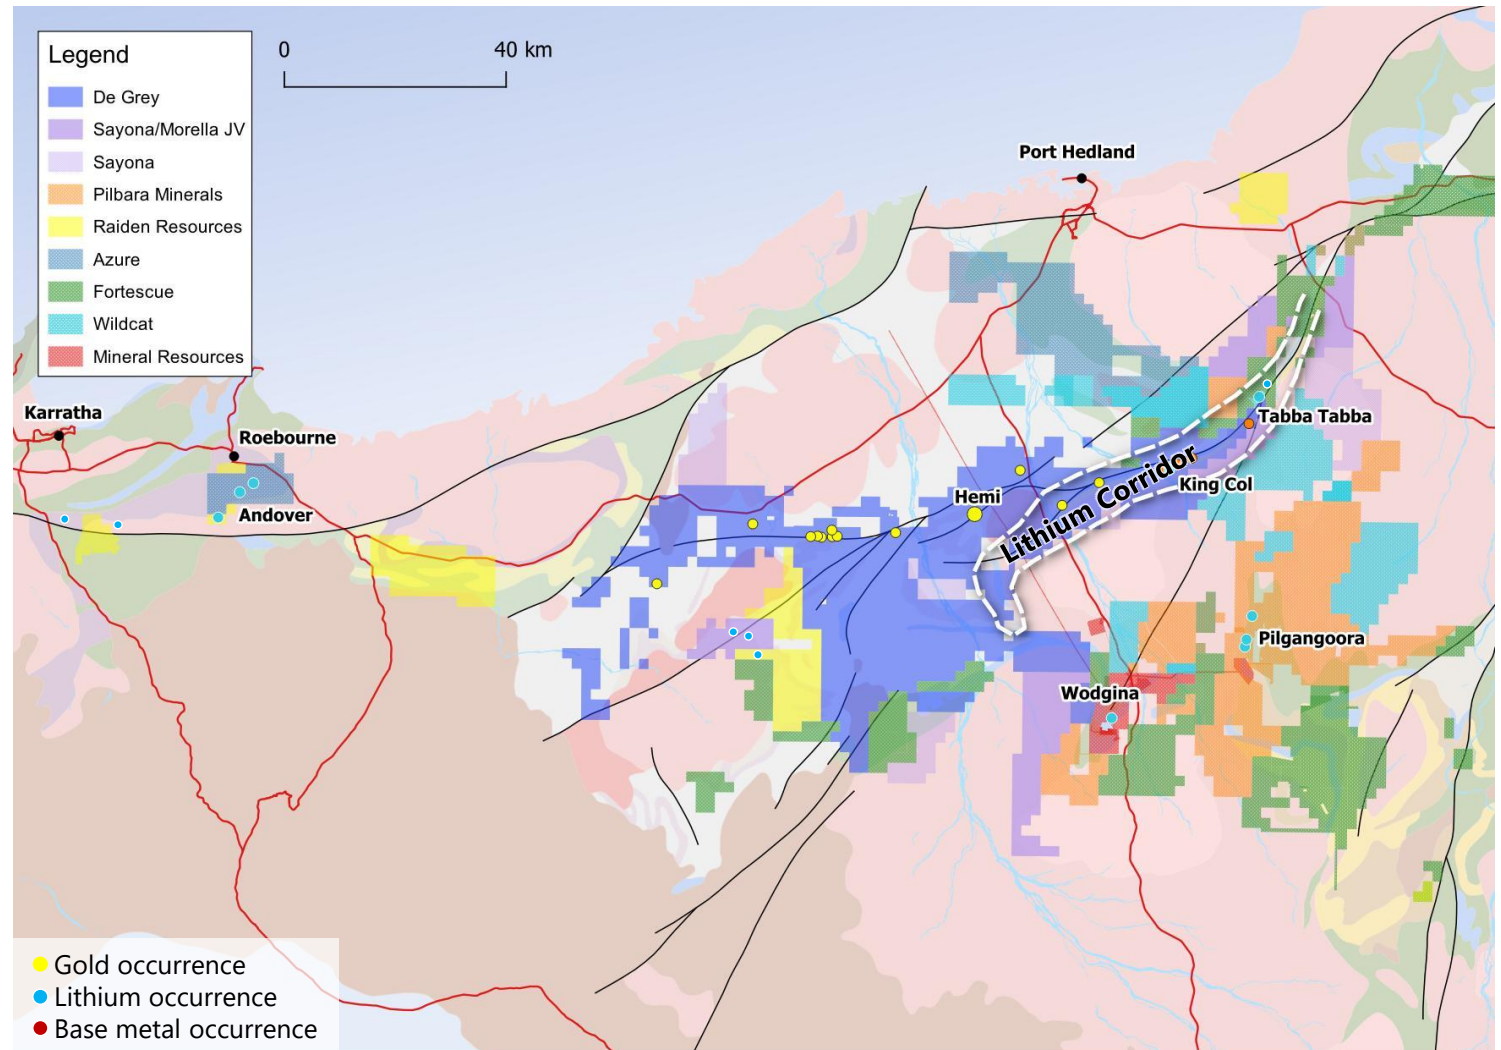 Legend
De Grey
Sayona/Morella JV
Sayona
Pilbara Minerals
Raiden Resources
Azure
Fortescue
Wildcat
Mineral Resources
0 40 km
Port Hedland
Karratha
Roebourne
Andover
Tabba Tabba
King Col
Hemi
Lithium Corridor
Pilgangoora
Wodgina
Gold occurrence
Lithium occurrence
Base metal occurrence